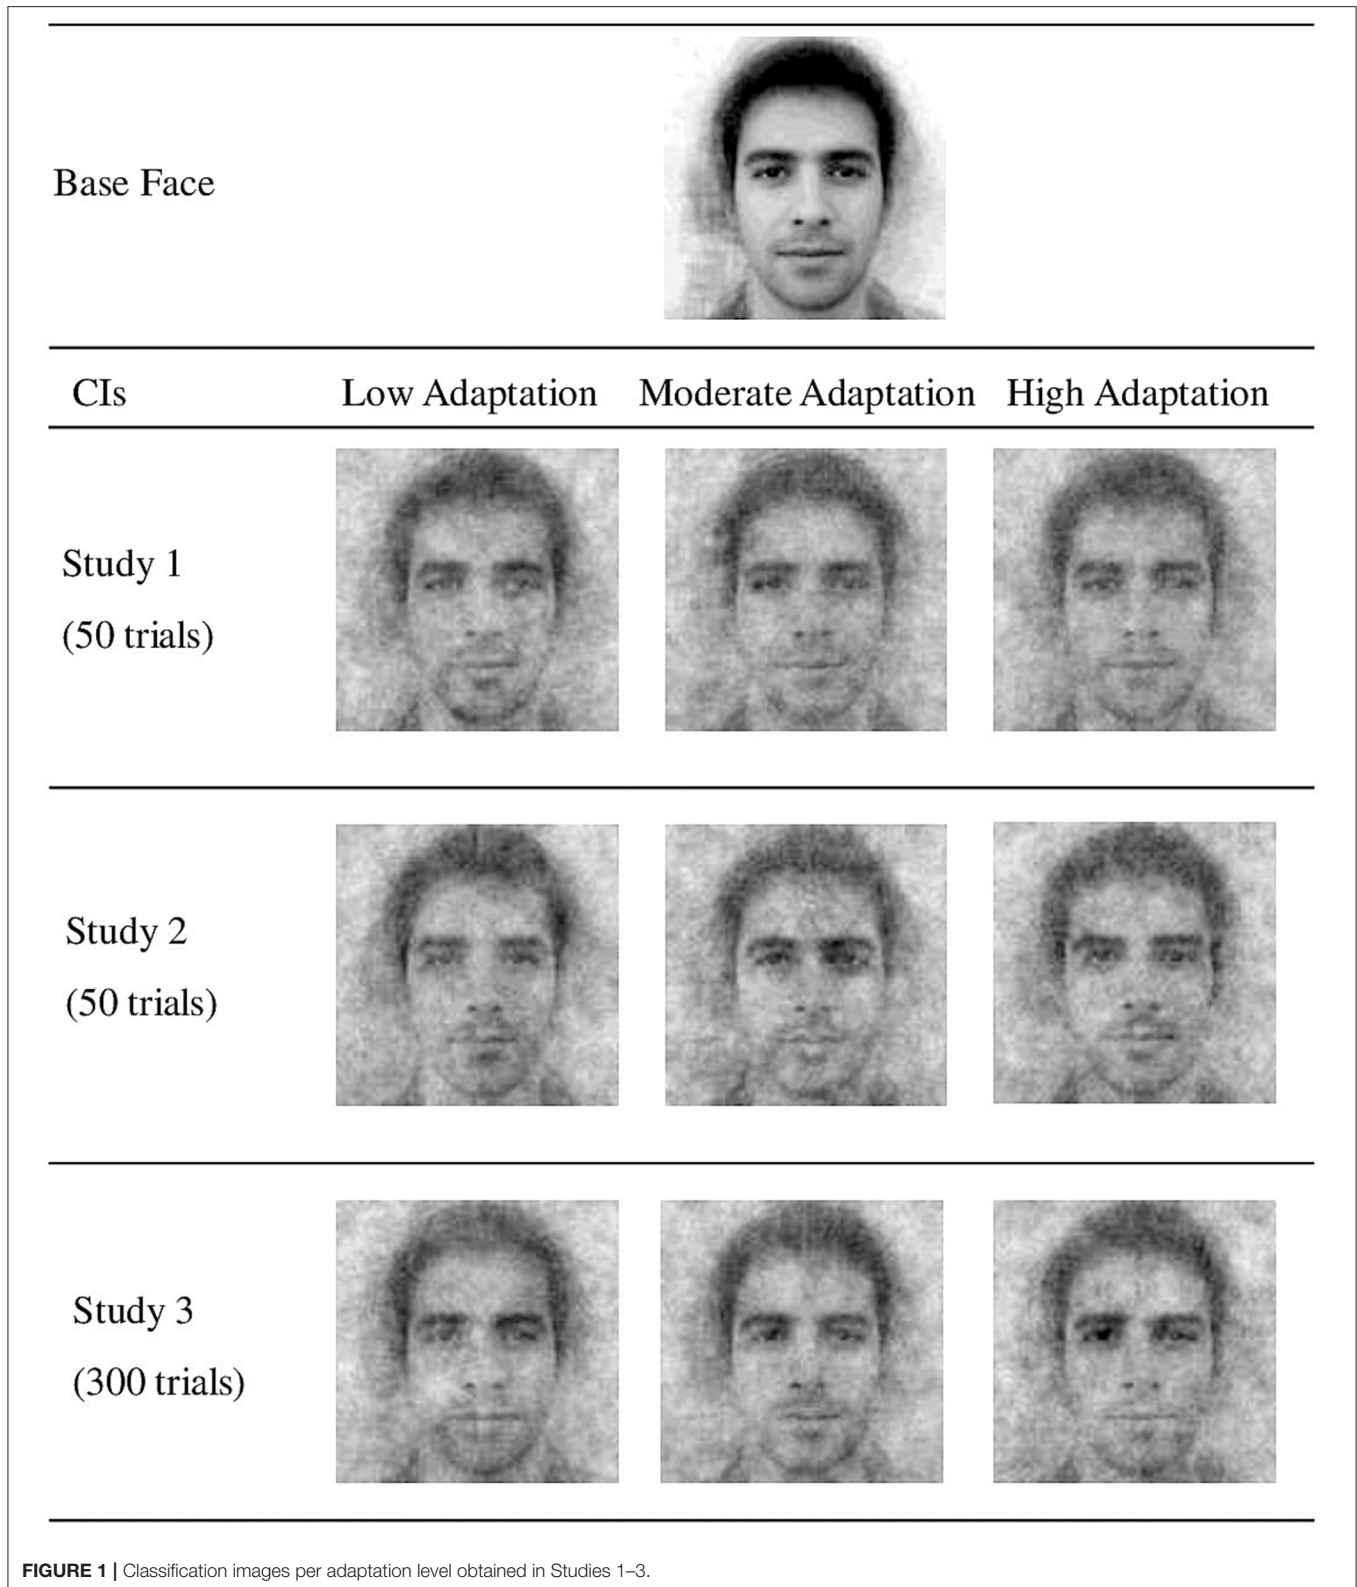 Base Face
CIs Low Adaptation Moderate Adaptation High Adaptation
Study 1
(50 trials)
Study 2
(50 trials)
Study 3
(300 trials)
FIGURE 1 | Classification images per adaptation level obtained in Studies 1–3.